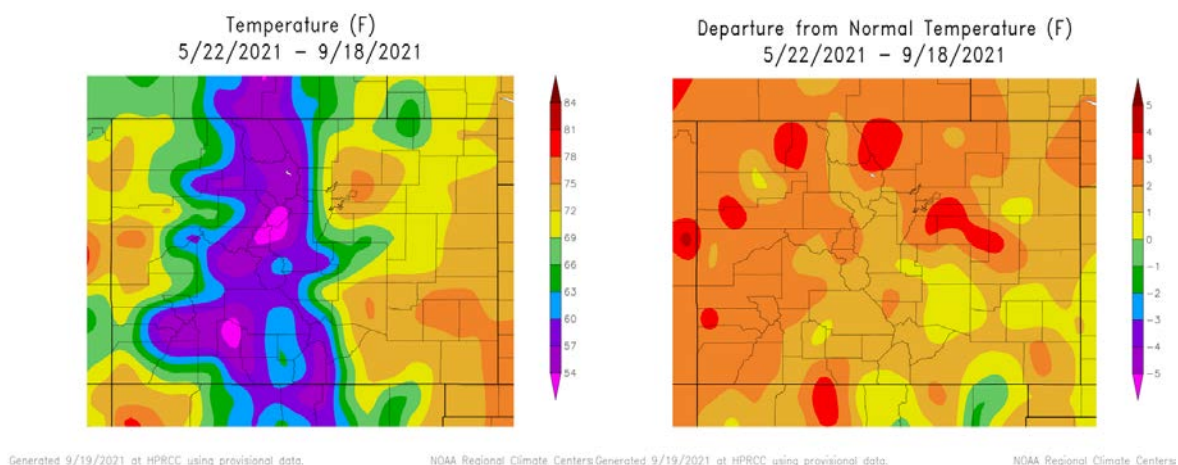 Temperature (F)
5/22/2021 – 9/18/2021
84
81
78
75
72
69
66
63
60
57
54
Generated 9/19/2021 at HPRCC using provisional data.
NOAA Regional Climate Centers
Departure from Normal Temperature (F)
5/22/2021 – 9/18/2021
5
4
3
2
1
0
-1
-2
-3
-4
-5
Generated 9/19/2021 at HPRCC using provisional data.
NOAA Regional Climate Centers